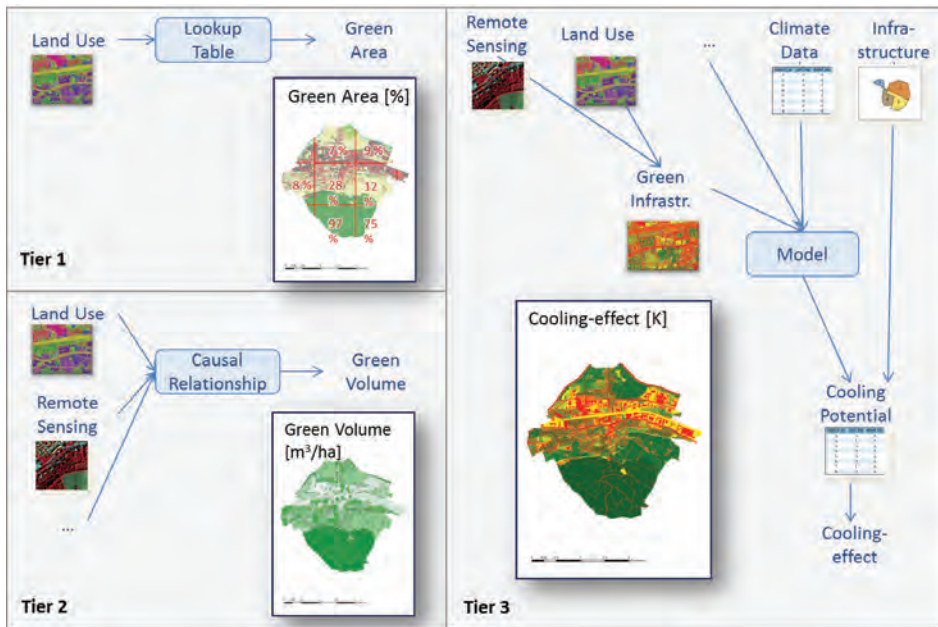 Land Use
Lookup
Table
Green
Area
Green Area [%]
7 %
9 %
8 %
28
%
12
%
97
%
75
%
Tier 1
Land Use
Remote
Sensing
...
Causal
Relationship
Green
Volume
Green Volume
[m³/ha]
Tier 2
Remote
Sensing
Land Use
...
Climate
Data
Infra-
structure
Green
Infrastr.
Model
Cooling-effect [K]
Cooling
Potential
Cooling-
effect
Tier 3